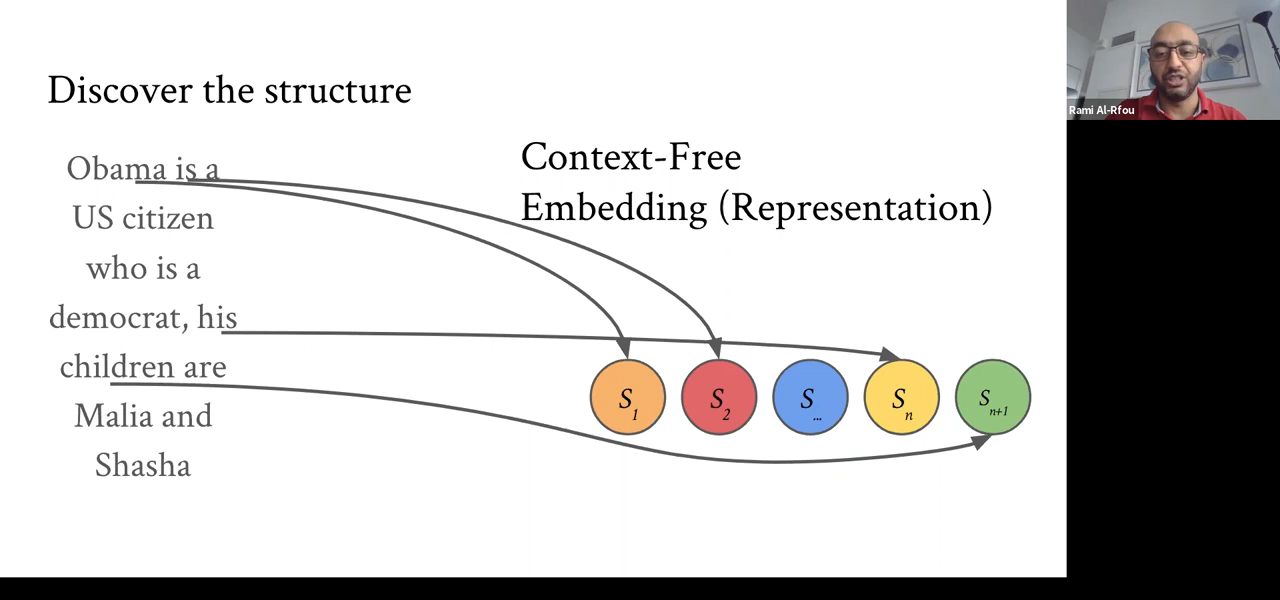 Discover the structure
Obama is a
US citizen
who is a
democrat, his
children are
Malia and
Shasha
Context-Free
Embedding (Representation)
S1 S2 S... Sn Sn+1
Rami Al-Rfou